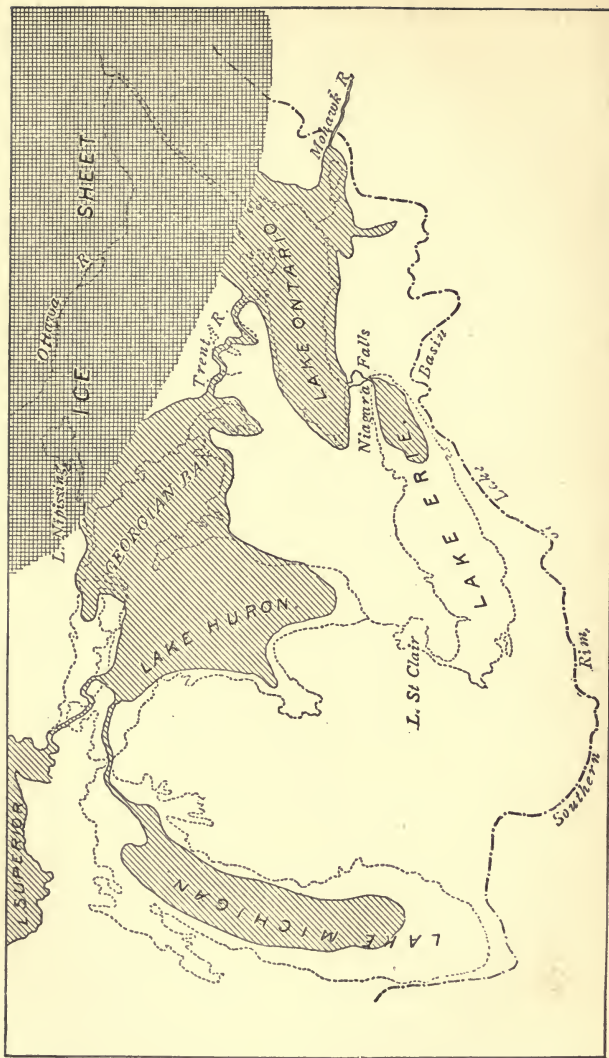 L SUPERIOR
ICE SHEET
Ottawa R
L. Nipissing
GEORGIAN BAY
Trent R.
Mohawk R.
LAKE ONTARIO
LAKE HURON.
Niagara Falls
LAKE ERIE.
L. St Clair
LAKE MICHIGAN
Southern Rim,
Lake Basin